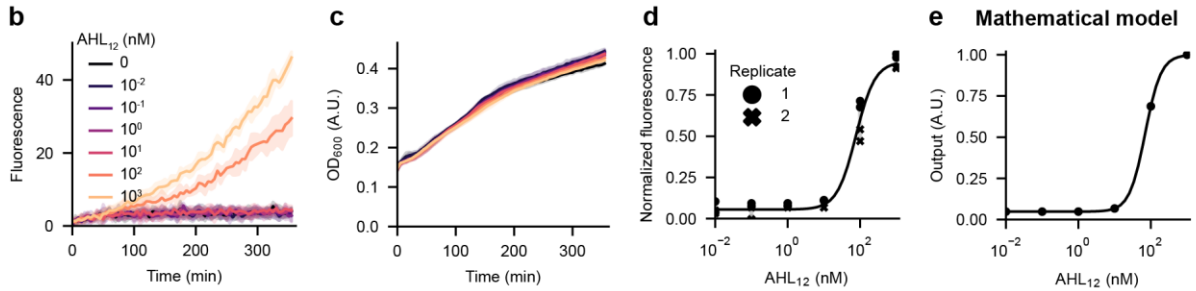 b
AHL₁₂ (nM)
0
10⁻²
10⁻¹
10⁰
10¹
10²
10³
Fluorescence
40
20
0
0 100 200 300
Time (min)
c
OD₆₀₀ (A.U.)
0.4
0.3
0.2
0.1
0.0
0 100 200 300
Time (min)
d
Normalized fluorescence
1.00
0.75
0.50
0.25
0.00
Replicate
1
2
10⁻² 10⁰ 10²
AHL₁₂ (nM)
e Mathematical model
Output (A.U.)
1.00
0.75
0.50
0.25
0.00
10⁻² 10⁰ 10²
AHL₁₂ (nM)